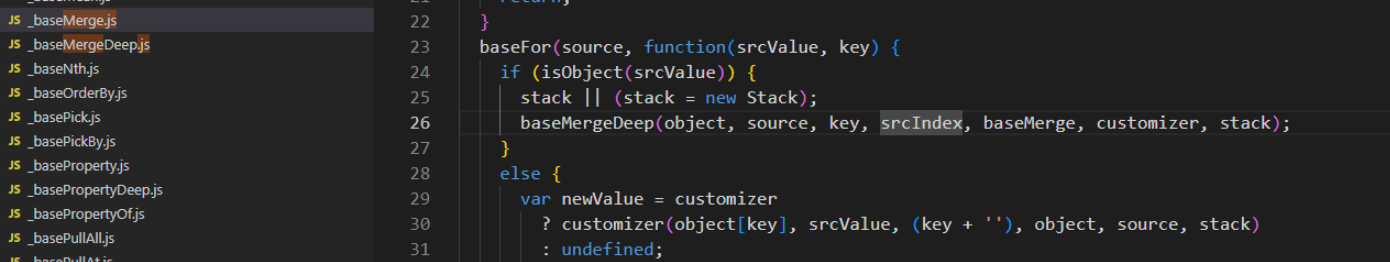 JS _baseMerge.js
JS _baseMergeDeep.js
JS _baseNth.js
JS _baseOrderBy.js
JS _basePick.js
JS _basePickBy.js
JS _baseProperty.js
JS _basePropertyDeep.js
JS _basePropertyOf.js
JS _basePullAll.js
JS _basePullAt.js
22 }
23 baseFor(source, function(srcValue, key) {
24 if (isObject(srcValue)) {
25 stack || (stack = new Stack);
26 baseMergeDeep(object, source, key, srcIndex, baseMerge, customizer, stack);
27 }
28 else {
29 var newValue = customizer
30 ? customizer(object[key], srcValue, (key + ''), object, source, stack)
31 : undefined;